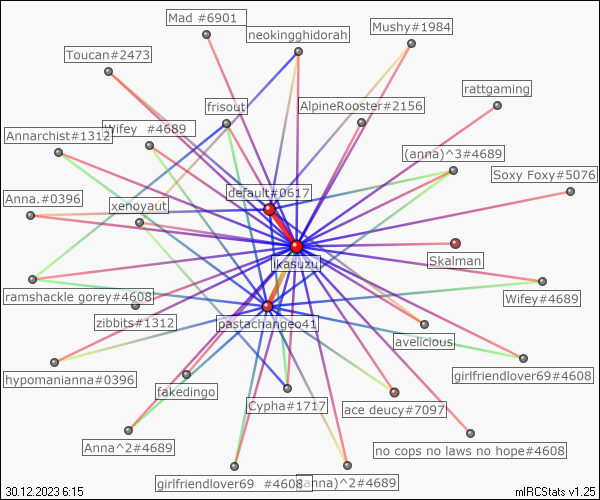 Mad #6901
neokingghidorah
Mushy#1984
Toucan#2473
rattgaming
frisout
AlpineRooster#2156
Annarchist#1312
Wifey  #4689
(anna)^3#4689
Soxy Foxy#5076
default#0617
Anna.#0396
xenoyaut
ikasuzu
Skalman
ramshackle gorey#4608
Wifey#4689
zibbits#1312
pastachangeo41
avelicious
hypomanianna#0396
girlfriendlover69#4608
fakedingo
Cypha#1717
ace deucy#7097
Anna^2#4689
no cops no laws no hope#4608
girlfriendlover69  #4608
anna)^2#4689
30.12.2023 6:15
mIRCStats v1.25